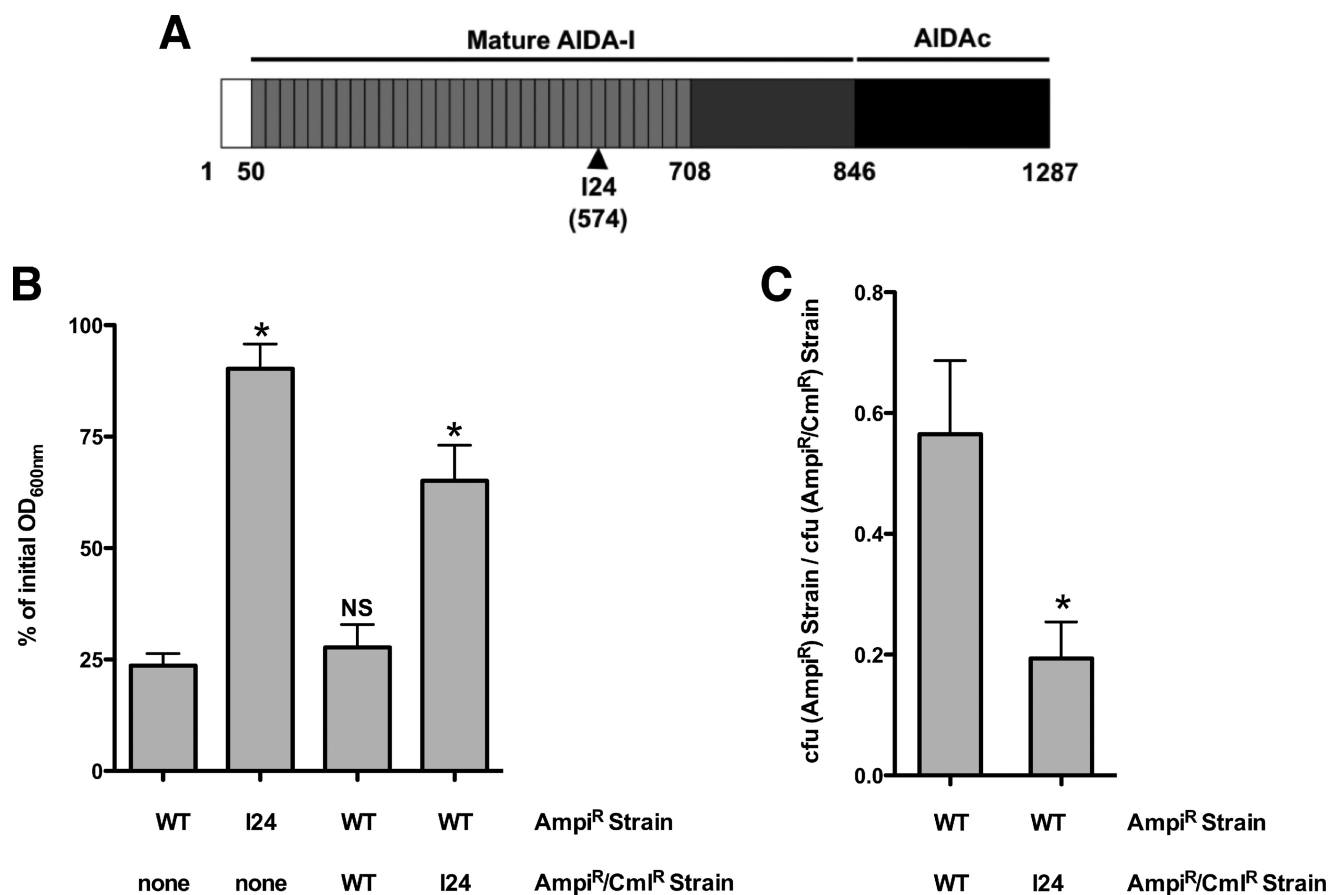 A
Mature AIDA-I AIDAc
1 50 708 846 1287
I24
(574)
B
% of initial OD600nm
100
75
50
25
0
* NS *
WT I24 WT WT AmpiR Strain
none none WT I24 AmpiR/CmlR Strain
C
cfu (AmpiR) Strain / cfu (AmpiR/CmlR) Strain
0.8
0.6
0.4
0.2
0.0
*
WT WT AmpiR Strain
WT I24 AmpiR/CmlR Strain